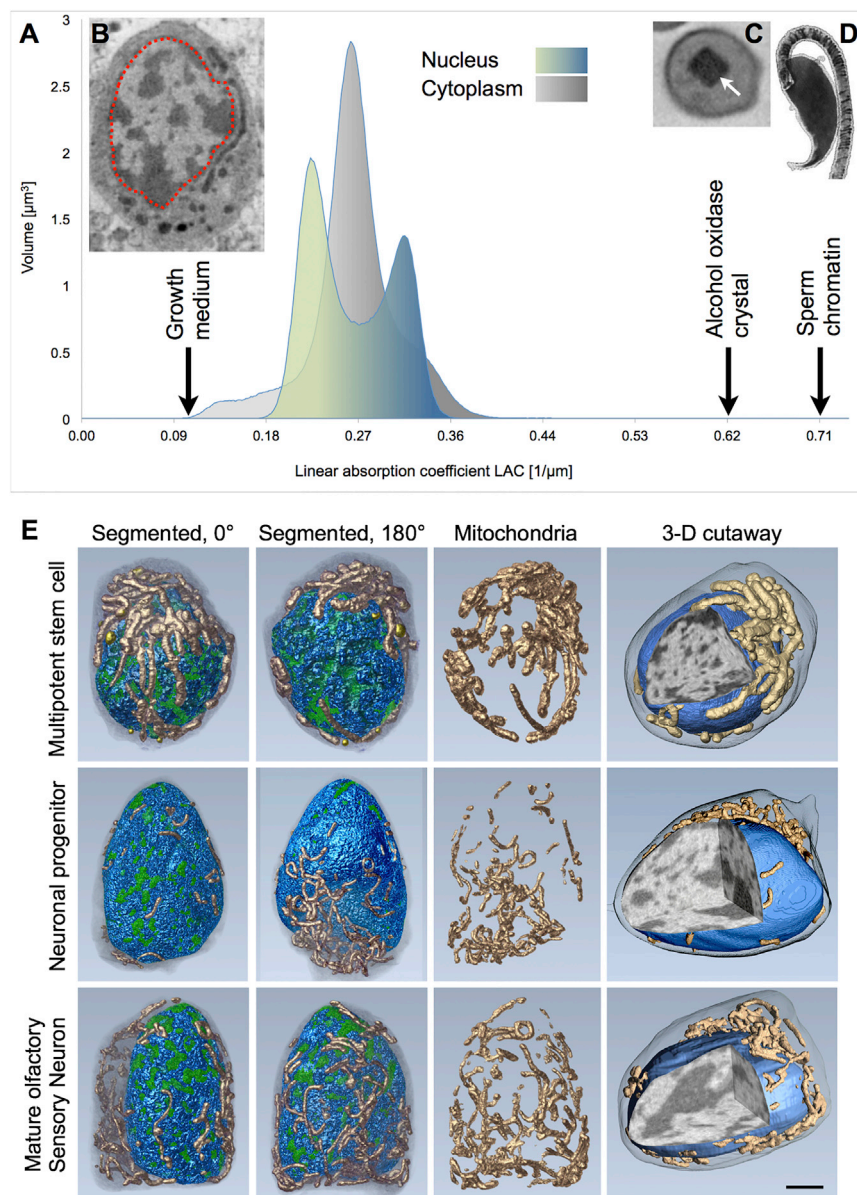 A
B
C
D
Nucleus
Cytoplasm
Volume [µm³]
3
2.5
2
1.5
1
0.5
0
Growth
medium
Alcohol oxidase
crystal
Sperm
chromatin
0.00 0.09 0.18 0.27 0.36 0.44 0.53 0.62 0.71
Linear absorption coefficient LAC [1/µm]
E
Segmented, 0° Segmented, 180° Mitochondria 3-D cutaway
Multipotent stem cell
Neuronal progenitor
Mature olfactory
Sensory Neuron